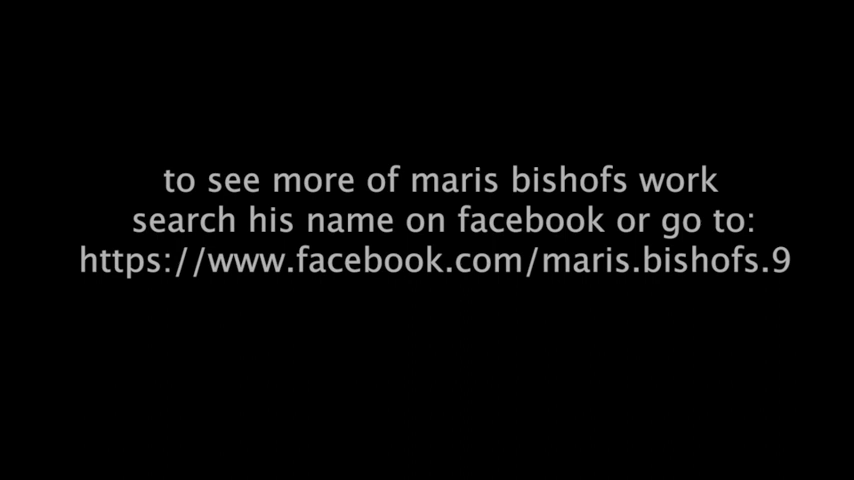 to see more of maris bishofs work
search his name on facebook or go to:
https://www.facebook.com/maris.bishofs.9